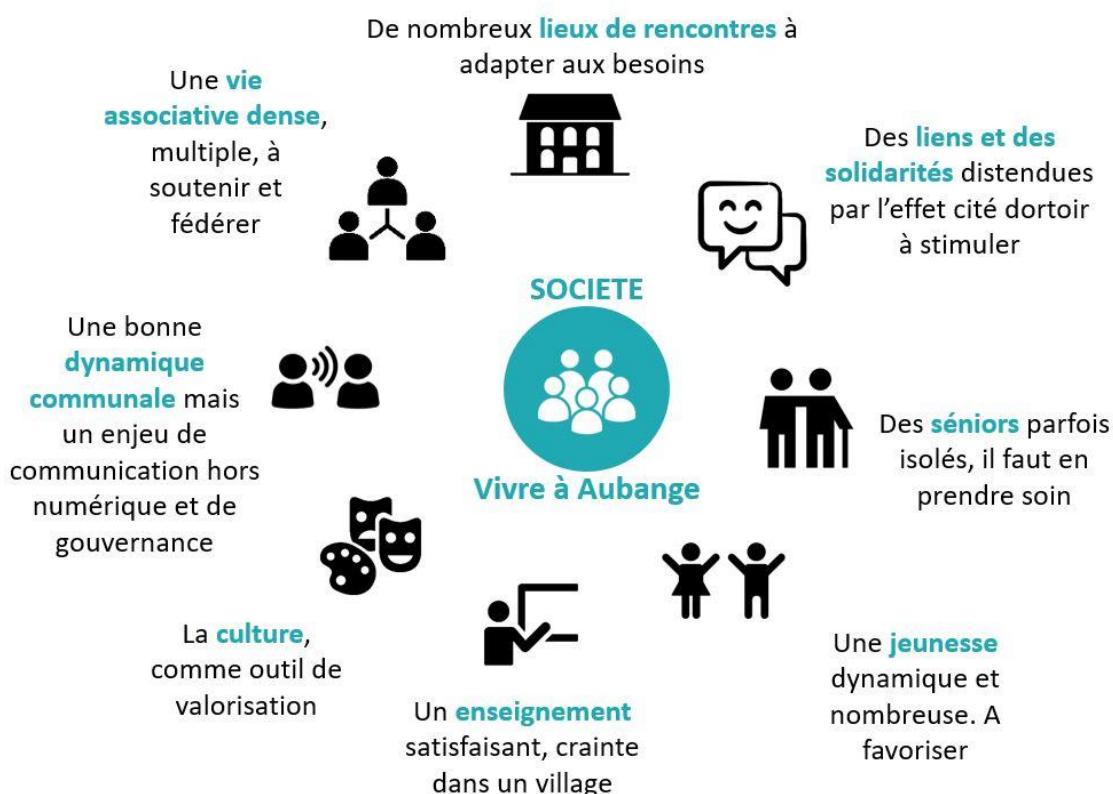 De nombreux lieux de rencontres à
adapter aux besoins
Des liens et des
solidarités distendues
par l’effet cité dortoir
à stimuler
Des séniors parfois
isolés, il faut en
prendre soin
Une jeunesse
dynamique et
nombreuse. A
favoriser
Un enseignement
satisfaisant, crainte
dans un village
La culture,
comme outil de
valorisation
Une bonne
dynamique
communale mais
un enjeu de
communication hors
numérique et de
gouvernance
Une vie
associative dense,
multiple, à
soutenir et
fédérer
SOCIETE
Vivre à Aubange